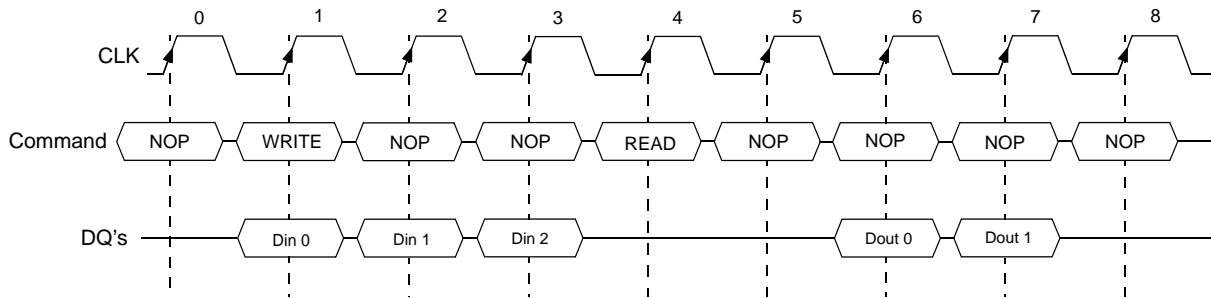 0 1 2 3 4 5 6 7 8
CLK
Command NOP WRITE NOP NOP READ NOP NOP NOP NOP
DQ's Din 0 Din 1 Din 2 Dout 0 Dout 1